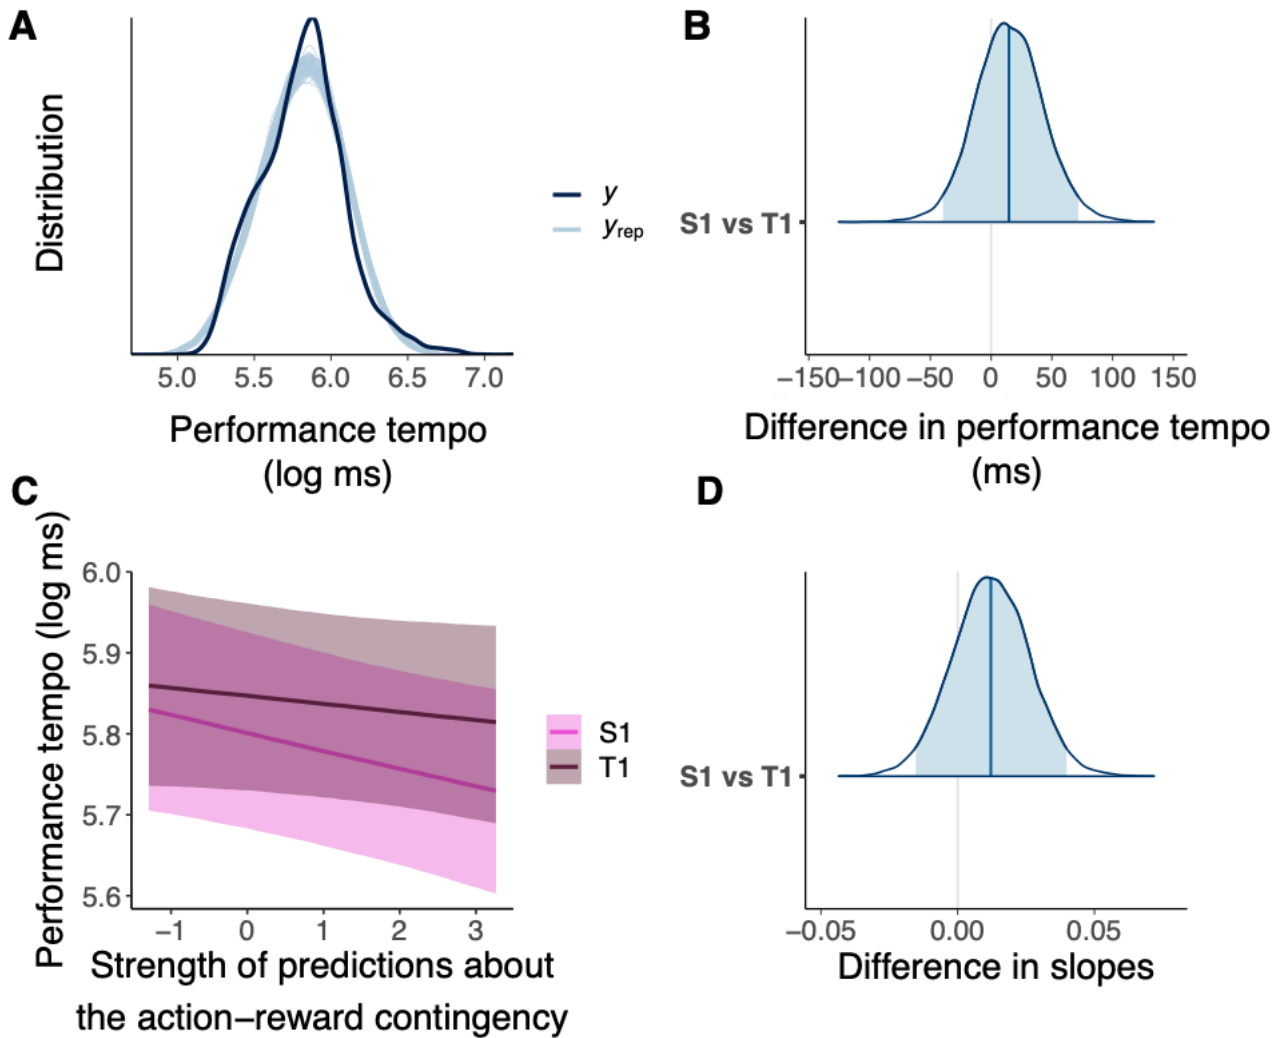 A
Distribution
y
yrep
5.0 5.5 6.0 6.5 7.0
Performance tempo
(log ms)
B
S1 vs T1
−150−100 −50 0 50 100 150
Difference in performance tempo
(ms)
C
Performance tempo (log ms)
6.0
5.9
5.8
5.7
5.6
S1
T1
−1 0 1 2 3
Strength of predictions about
the action−reward contingency
D
S1 vs T1
−0.05 0.00 0.05
Difference in slopes